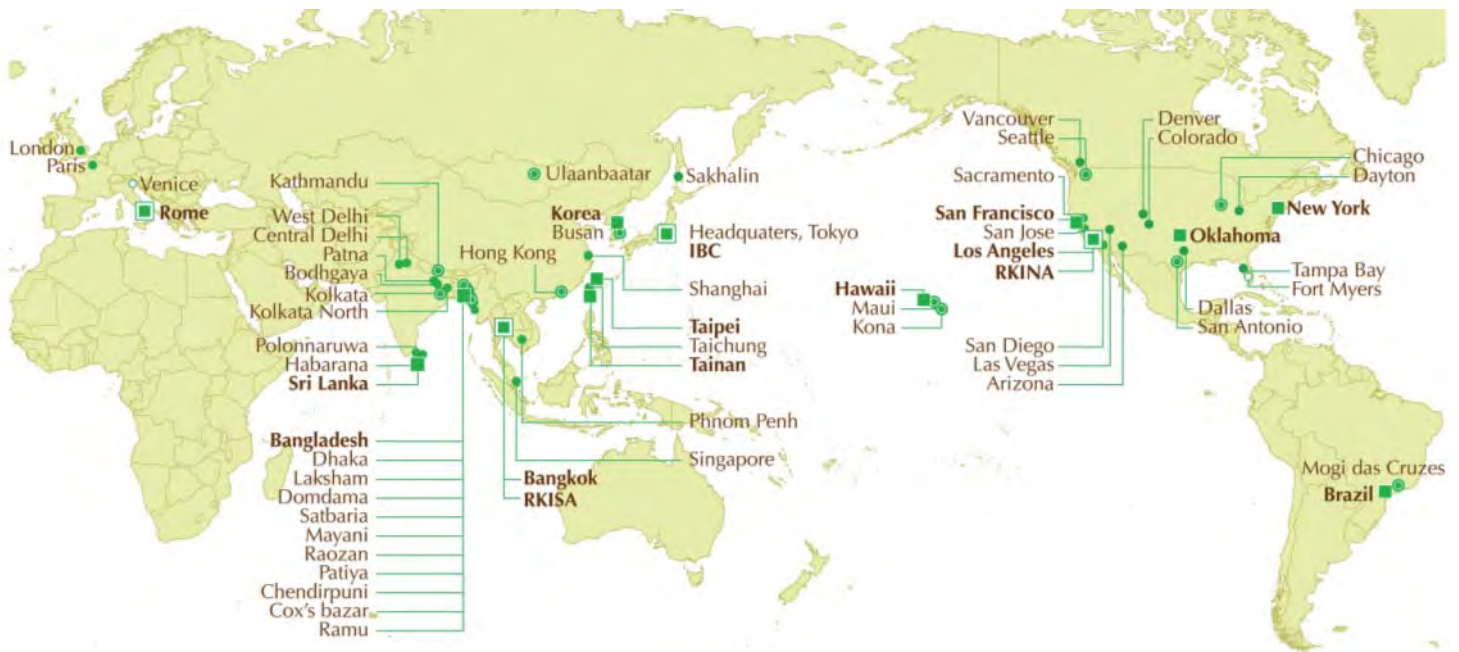 London
Paris
Venice
Rome
Kathmandu
West Delhi
Central Delhi
Patna
Bodhgaya
Kolkata
Kolkata North
Polonnaruwa
Habarana
Sri Lanka
Bangladesh
Dhaka
Laksham
Domdama
Satbaria
Mayani
Raozan
Patiya
Chendirpuni
Cox's bazar
Ramu
Ulaanbaatar
Sakhalin
Korea
Busan
Headquaters, Tokyo
IBC
Hong Kong
Shanghai
Taipei
Taichung
Tainan
Phnom Penh
Singapore
Bangkok
RKISA
Hawaii
Maui
Kona
Vancouver
Seattle
Sacramento
San Francisco
San Jose
Los Angeles
RKINA
San Diego
Las Vegas
Arizona
Denver
Colorado
Chicago
Dayton
New York
Oklahoma
Tampa Bay
Fort Myers
Dallas
San Antonio
Mogi das Cruzes
Brazil